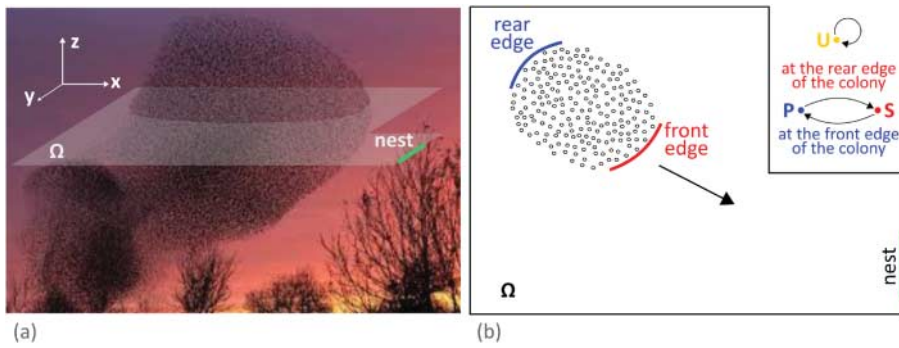 z
x
y
Ω
nest
(a)
rear
edge
front
edge
Ω
nest
U
at the rear edge
of the colony
P S
at the front edge
of the colony
(b)